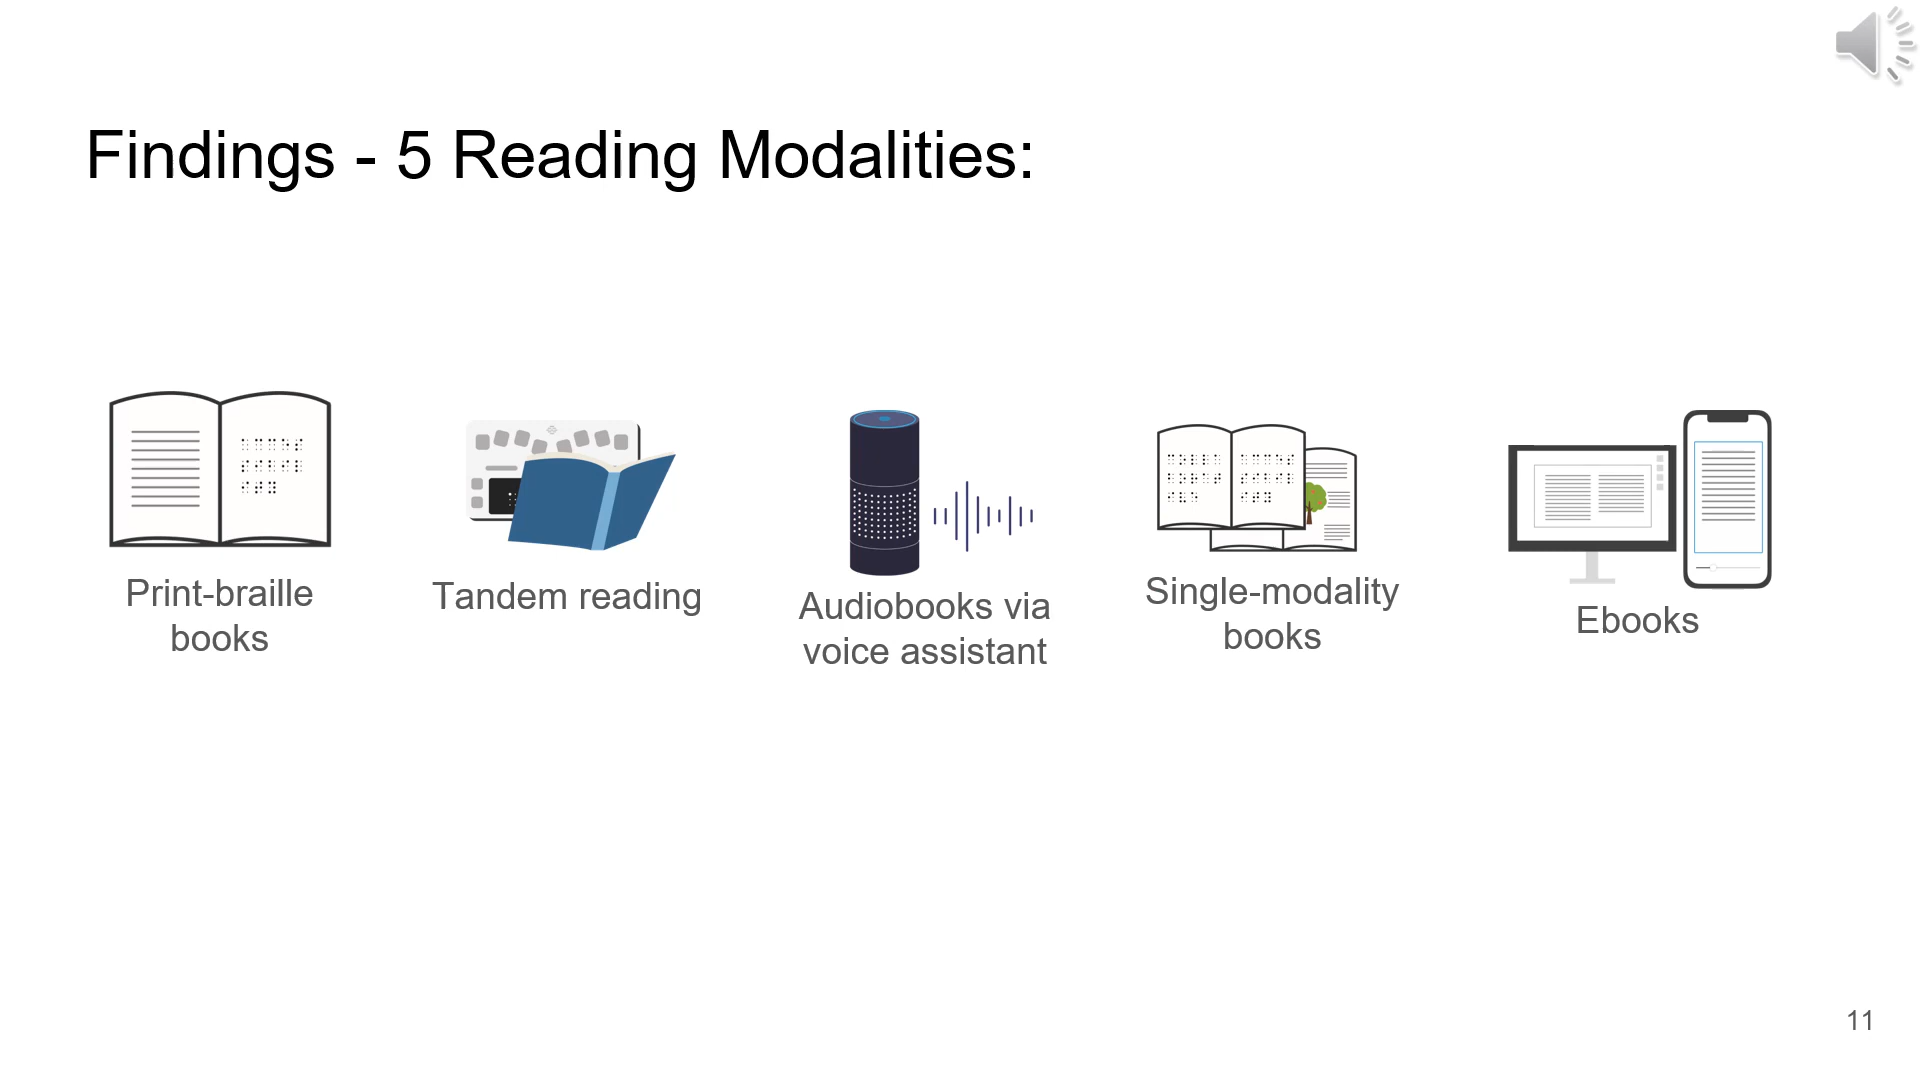 Findings - 5 Reading Modalities:
Print-braille
books
Tandem reading
Audiobooks via
voice assistant
Single-modality
books
Ebooks
11